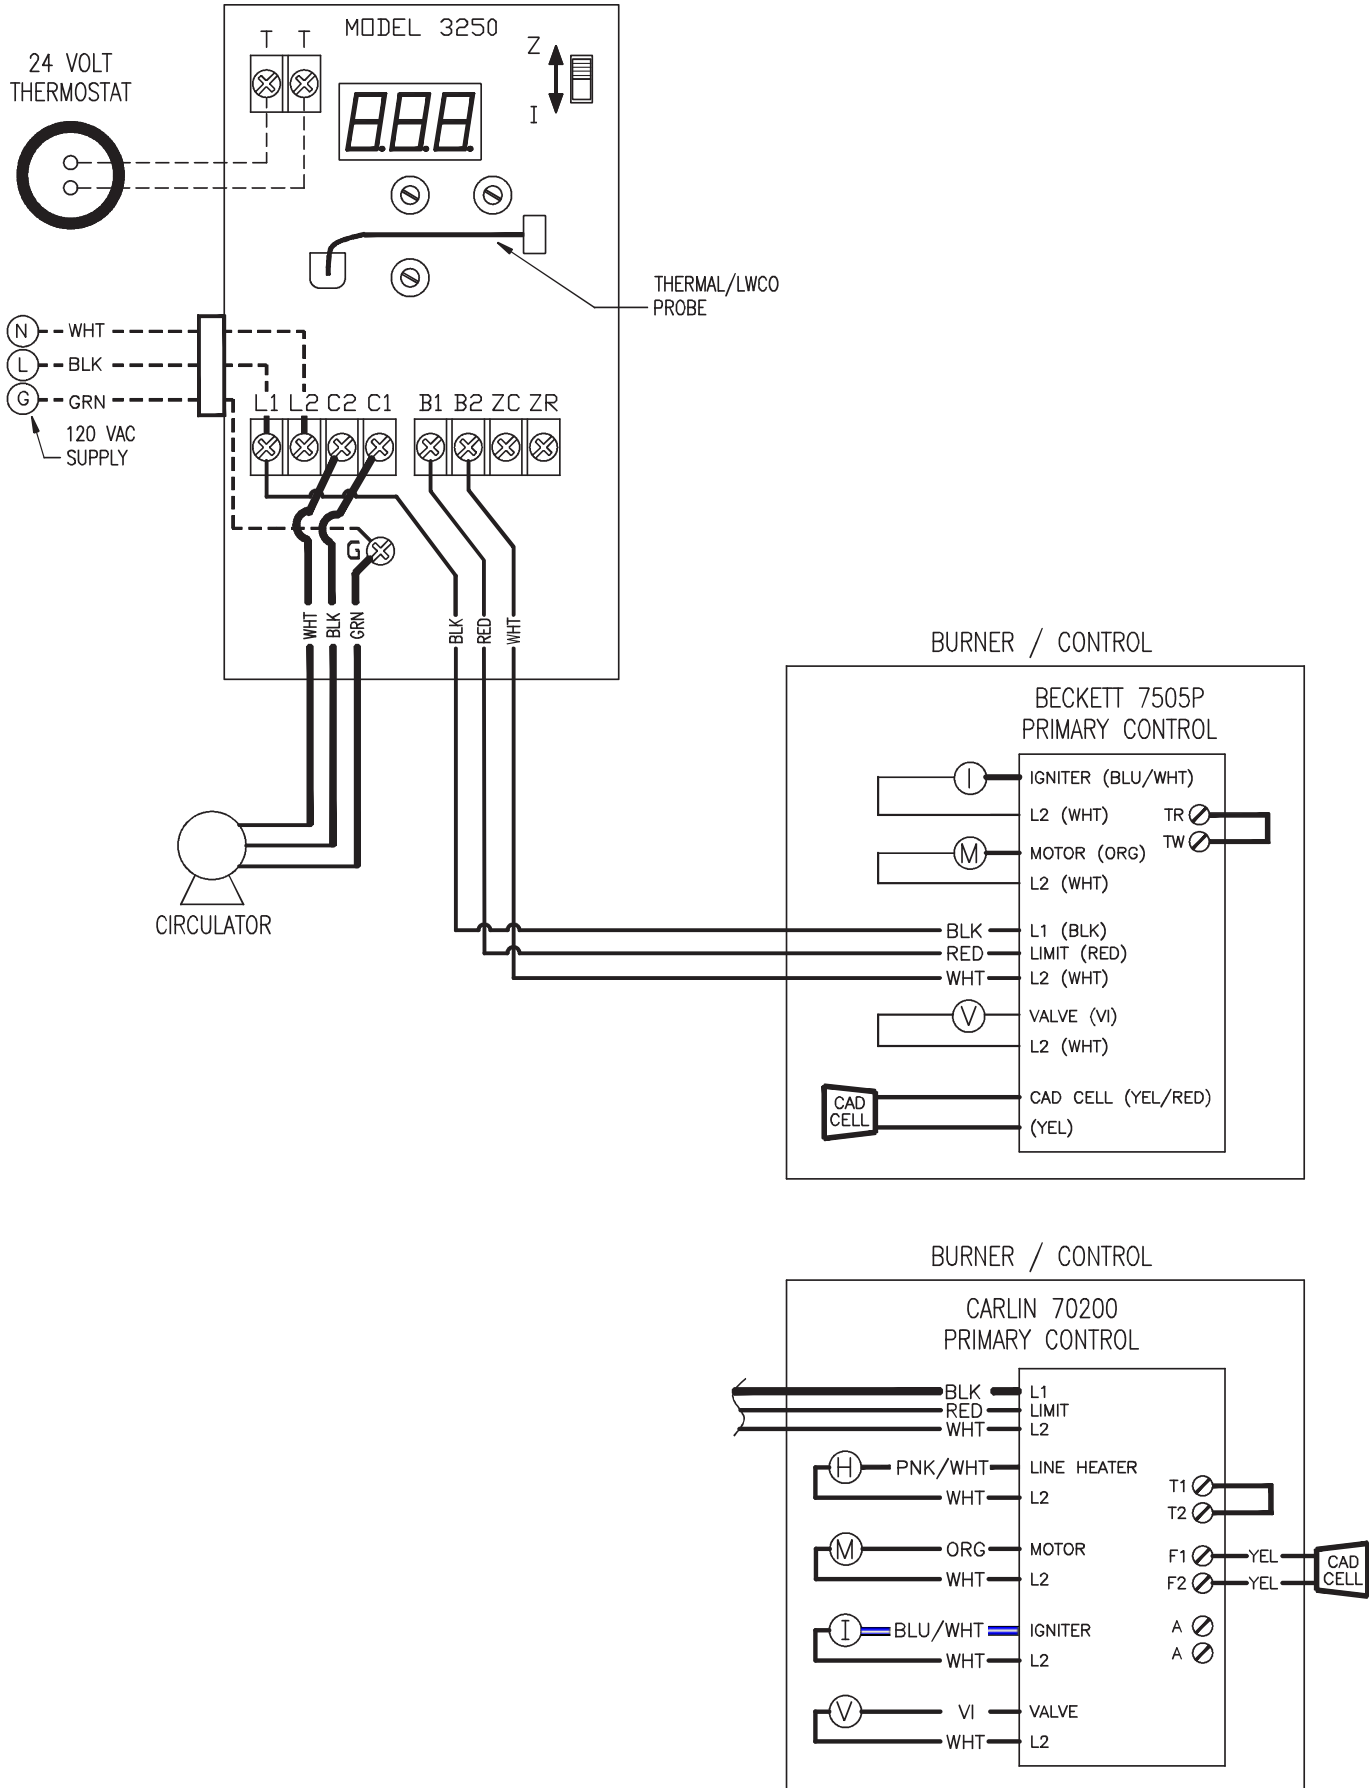 MODEL 3250
T T
Z
I
24 VOLT
THERMOSTAT
888
THERMAL/LWCO
PROBE
N WHT
L BLK
G GRN
120 VAC
SUPPLY
L1 L2 C2 C1 B1 B2 ZC ZR
G
WHT
BLK
GRN
BLK
RED
WHT
CIRCULATOR
BURNER / CONTROL
BECKETT 7505P
PRIMARY CONTROL
I IGNITER (BLU/WHT)
L2 (WHT) TR
TW
M MOTOR (ORG)
L2 (WHT)
BLK L1 (BLK)
RED LIMIT (RED)
WHT L2 (WHT)
V VALVE (VI)
L2 (WHT)
CAD
CELL
CAD CELL (YEL/RED)
(YEL)
BURNER / CONTROL
CARLIN 70200
PRIMARY CONTROL
BLK L1
RED LIMIT
WHT L2
H PNK/WHT LINE HEATER
WHT L2
T1
T2
M ORG MOTOR
WHT L2
F1 YEL
F2 YEL
CAD
CELL
I BLU/WHT IGNITER
WHT L2
A
A
V VI VALVE
WHT L2